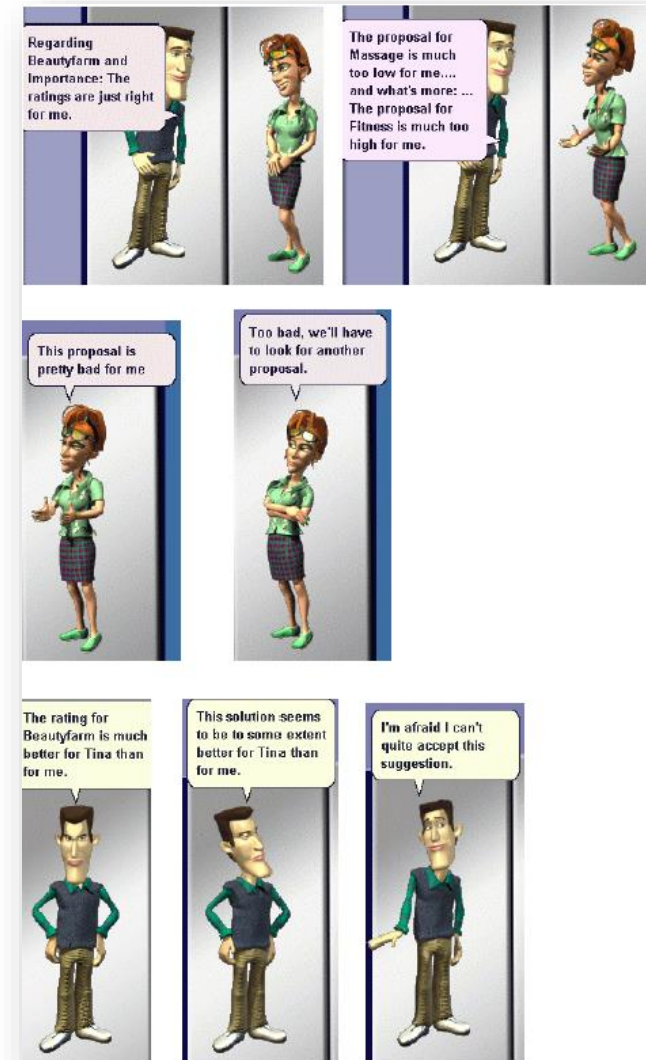 Regarding
Beautyfarm and
Importance: The
ratings are just right
for me.
The proposal for
Massage is much
too low for me....
and what's more: ...
The proposal for
Fitness is much too
high for me.
This proposal is
pretty bad for me
Too bad, we'll have
to look for another
proposal.
The rating for
Beautyfarm is much
better for Tina than
for me.
This solution seems
to be to some extent
better for Tina than
for me.
I'm afraid I can't
quite accept this
suggestion.